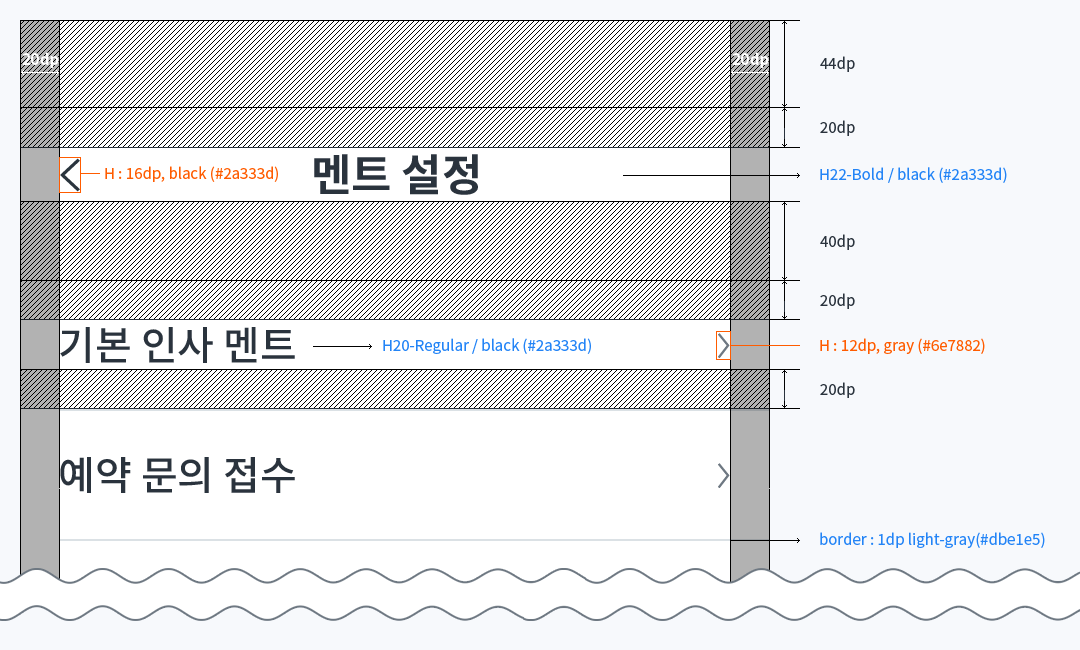 20dp
20dp
44dp
20dp
H : 16dp, black (#2a333d)
멘트 설정
H22-Bold / black (#2a333d)
40dp
20dp
기본 인사 멘트
H20-Regular / black (#2a333d)
H : 12dp, gray (#6e7882)
20dp
예약 문의 접수
border : 1dp light-gray(#dbe1e5)